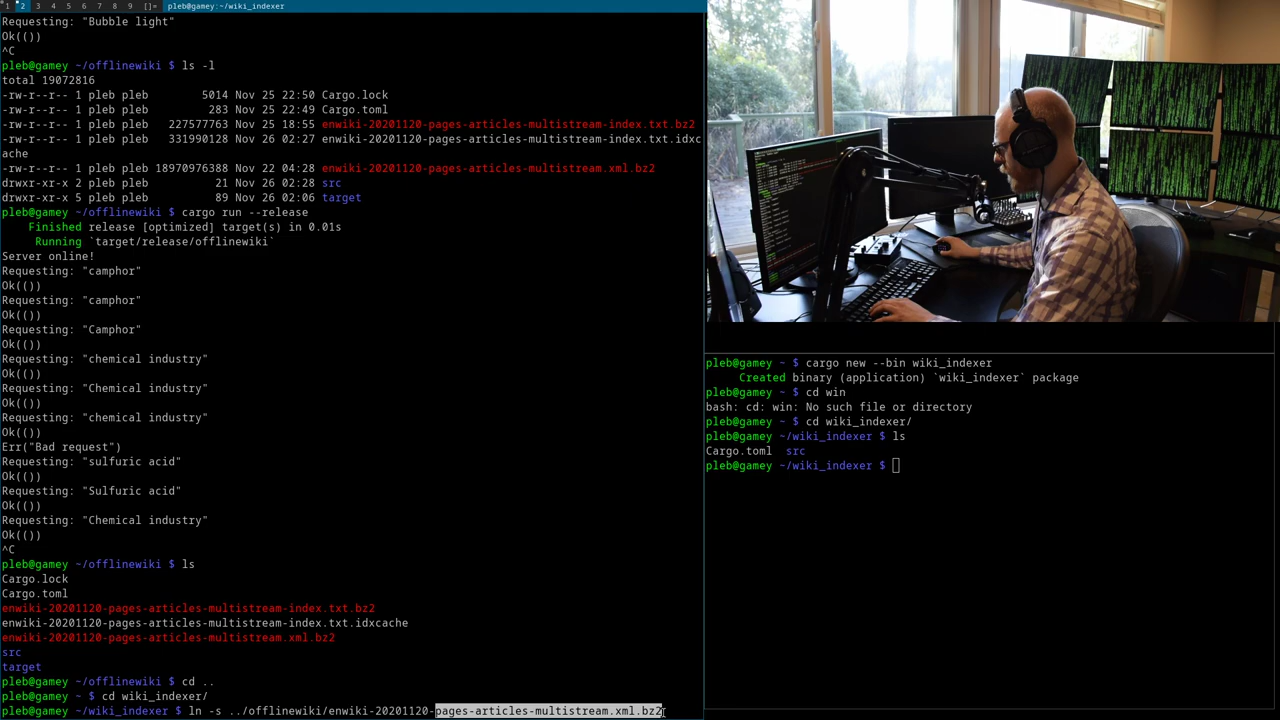 1 2 3 4 5 6 7 8 9 []= pleb@gamey:~/wiki_indexer
Requesting: "Bubble light"
Ok(())
^C
pleb@gamey ~/offlinewiki $ ls -l
total 19072816
-rw-r--r-- 1 pleb pleb        5014 Nov 25 22:50 Cargo.lock
-rw-r--r-- 1 pleb pleb         283 Nov 25 22:49 Cargo.toml
-rw-r--r-- 1 pleb pleb   227577763 Nov 25 18:55 enwiki-20201120-pages-articles-multistream-index.txt.bz2
-rw-r--r-- 1 pleb pleb   331990128 Nov 26 02:27 enwiki-20201120-pages-articles-multistream-index.txt.idxc
ache
-rw-r--r-- 1 pleb pleb 18970976388 Nov 22 04:28 enwiki-20201120-pages-articles-multistream.xml.bz2
drwxr-xr-x 2 pleb pleb          21 Nov 26 02:28 src
drwxr-xr-x 5 pleb pleb          89 Nov 26 02:06 target
pleb@gamey ~/offlinewiki $ cargo run --release
    Finished release [optimized] target(s) in 0.01s
     Running `target/release/offlinewiki`
Server online!
Requesting: "camphor"
Ok(())
Requesting: "camphor"
Ok(())
Requesting: "Camphor"
Ok(())
Requesting: "chemical industry"
Ok(())
Requesting: "Chemical industry"
Ok(())
Requesting: "chemical industry"
Ok(())
Err("Bad request")
Requesting: "sulfuric acid"
Ok(())
Requesting: "Sulfuric acid"
Ok(())
Requesting: "Chemical industry"
Ok(())
^C
pleb@gamey ~/offlinewiki $ ls
Cargo.lock
Cargo.toml
enwiki-20201120-pages-articles-multistream-index.txt.bz2
enwiki-20201120-pages-articles-multistream-index.txt.idxcache
enwiki-20201120-pages-articles-multistream.xml.bz2
src
target
pleb@gamey ~/offlinewiki $ cd ..
pleb@gamey ~ $ cd wiki_indexer/
pleb@gamey ~/wiki_indexer $ ln -s ../offlinewiki/enwiki-20201120-pages-articles-multistream.xml.bz2
pleb@gamey ~ $ cargo new --bin wiki_indexer
     Created binary (application) `wiki_indexer` package
pleb@gamey ~ $ cd win
bash: cd: win: No such file or directory
pleb@gamey ~ $ cd wiki_indexer/
pleb@gamey ~/wiki_indexer $ ls
Cargo.toml  src
pleb@gamey ~/wiki_indexer $